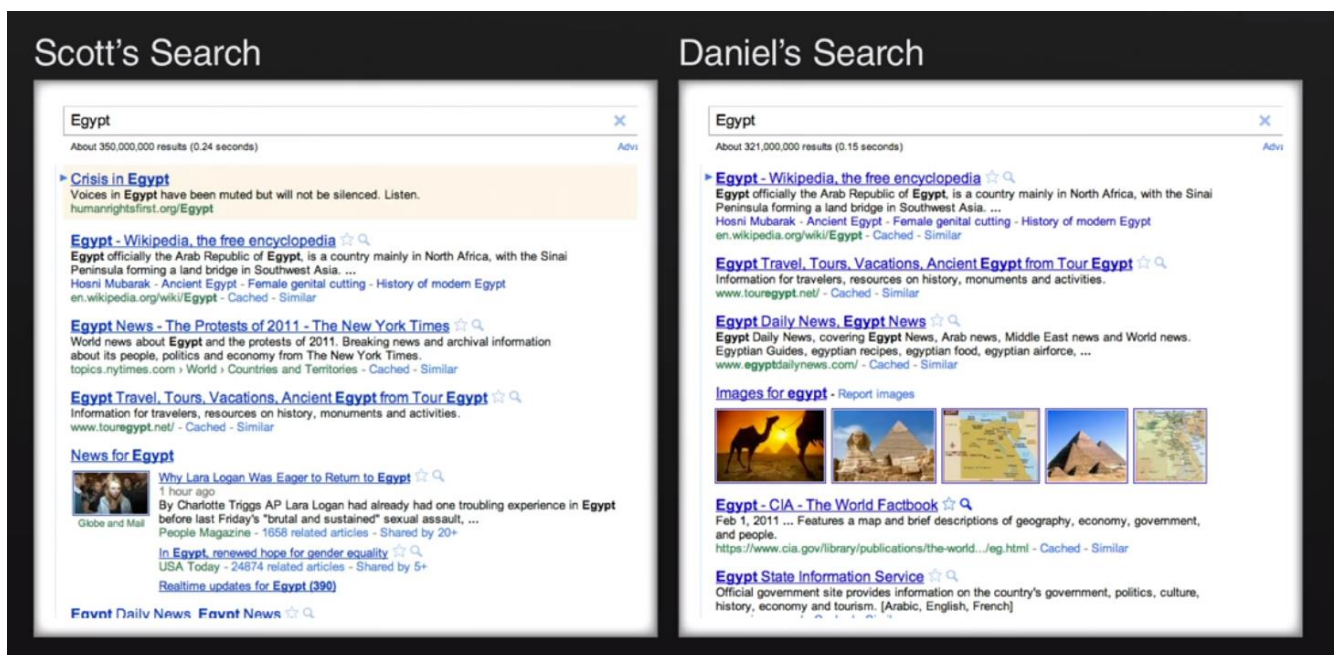 Scott's Search
Egypt
About 350,000,000 results (0.24 seconds)
Adva
Crisis in Egypt
Voices in Egypt have been muted but will not be silenced. Listen.
humanrightsfirst.org/Egypt
Egypt - Wikipedia, the free encyclopedia
Egypt officially the Arab Republic of Egypt, is a country mainly in North Africa, with the Sinai
Peninsula forming a land bridge in Southwest Asia. ...
Hosni Mubarak - Ancient Egypt - Female genital cutting - History of modern Egypt
en.wikipedia.org/wiki/Egypt - Cached - Similar
Egypt News - The Protests of 2011 - The New York Times
World news about Egypt and the protests of 2011. Breaking news and archival information
about its people, politics and economy from The New York Times.
topics.nytimes.com › World › Countries and Territories - Cached - Similar
Egypt Travel, Tours, Vacations, Ancient Egypt from Tour Egypt
Information for travelers, resources on history, monuments and activities.
www.touregypt.net/ - Cached - Similar
News for Egypt
Why Lara Logan Was Eager to Return to Egypt
1 hour ago
By Charlotte Triggs AP Lara Logan had already had one troubling experience in Egypt
before last Friday's "brutal and sustained" sexual assault, ...
Globe and Mail
People Magazine - 1658 related articles - Shared by 20+
In Egypt, renewed hope for gender equality
USA Today - 24874 related articles - Shared by 5+
Realtime updates for Egypt (390)
Egypt Daily News, Egypt News
Daniel's Search
Egypt
About 321,000,000 results (0.15 seconds)
Adva
Egypt - Wikipedia, the free encyclopedia
Egypt officially the Arab Republic of Egypt, is a country mainly in North Africa, with the Sinai
Peninsula forming a land bridge in Southwest Asia. ...
Hosni Mubarak - Ancient Egypt - Female genital cutting - History of modern Egypt
en.wikipedia.org/wiki/Egypt - Cached - Similar
Egypt Travel, Tours, Vacations, Ancient Egypt from Tour Egypt
Information for travelers, resources on history, monuments and activities.
www.touregypt.net/ - Cached - Similar
Egypt Daily News, Egypt News
Egypt Daily News, covering Egypt News, Arab news, Middle East news and World news.
Egyptian Guides, egyptian recipes, egyptian food, egyptian airforce, ...
www.egyptdailynews.com/ - Cached - Similar
Images for egypt - Report images
Egypt - CIA - The World Factbook
Feb 1, 2011 ... Features a map and brief descriptions of geography, economy, government,
and people.
https://www.cia.gov/library/publications/the-world.../eg.html - Cached - Similar
Egypt State Information Service
Official government site provides information on the country's government, politics, culture,
history, economy and tourism. [Arabic, English, French]